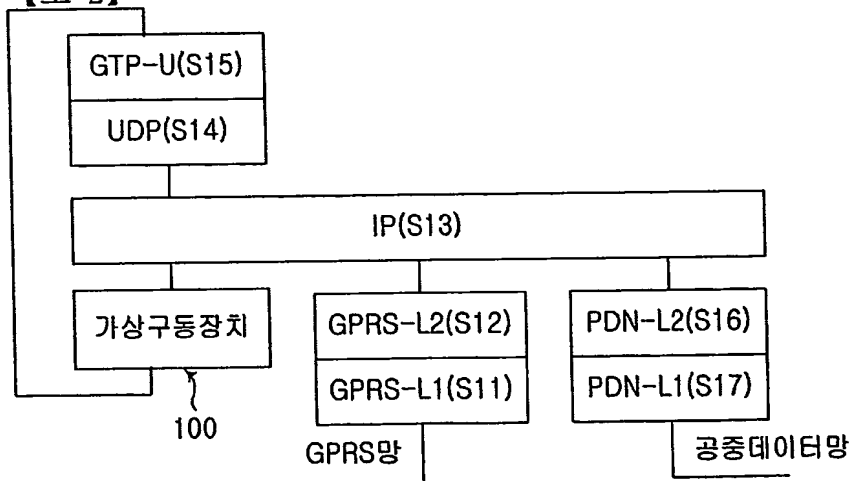 GTP-U(S15)
UDP(S14)
IP(S13)
가상구동장치
GPRS-L2(S12)
PDN-L2(S16)
GPRS-L1(S11)
PDN-L1(S17)
100
GPRS망
공중데이터망